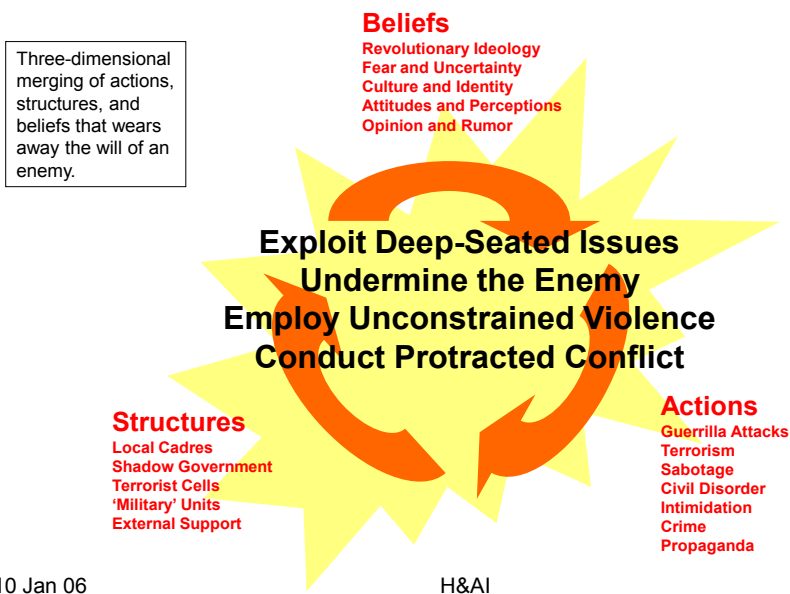 Beliefs
Revolutionary Ideology
Fear and Uncertainty
Culture and Identity
Attitudes and Perceptions
Opinion and Rumor
Three-dimensional
merging of actions,
structures, and
beliefs that wears
away the will of an
enemy.
Exploit Deep-Seated Issues
Undermine the Enemy
Employ Unconstrained Violence
Conduct Protracted Conflict
Structures
Local Cadres
Shadow Government
Terrorist Cells
‘Military’ Units
External Support
Actions
Guerrilla Attacks
Terrorism
Sabotage
Civil Disorder
Intimidation
Crime
Propaganda
10 Jan 06
H&AI